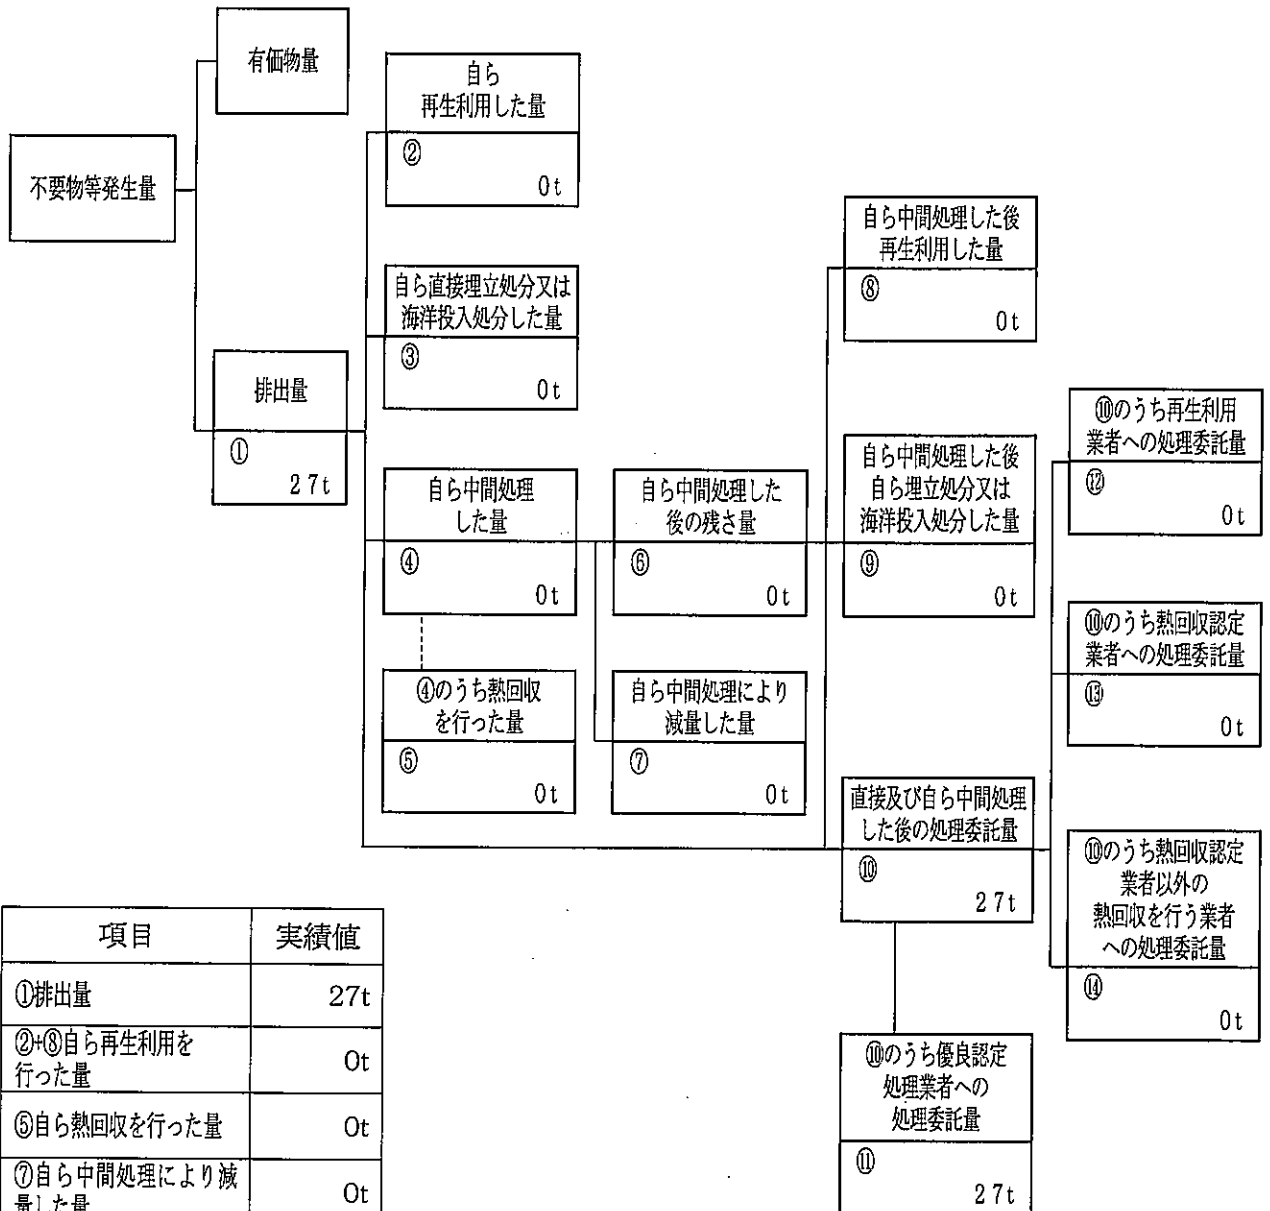 有価物量
不要物等発生量
排出量
①
27t
自ら
再生利用した量
②
0t
自ら直接埋立処分又は
海洋投入処分した量
③
0t
自ら中間処理
した量
④
0t
④のうち熱回収
を行った量
⑤
0t
自ら中間処理した
後の残さ量
⑥
0t
自ら中間処理により
減量した量
⑦
0t
自ら中間処理した後
再生利用した量
⑧
0t
自ら中間処理した後
自ら埋立処分又は
海洋投入処分した量
⑨
0t
直接及び自ら中間処理
した後の処理委託量
⑩
27t
⑩のうち優良認定
処理業者への
処理委託量
⑪
27t
⑩のうち再生利用
業者への処理委託量
⑫
0t
⑩のうち熱回収認定
業者への処理委託量
⑬
0t
⑩のうち熱回収認定
業者以外の
熱回収を行う業者
への処理委託量
⑭
0t
項目 実績値
①排出量 27t
②+⑧自ら再生利用を
行った量 0t
⑤自ら熱回収を行った量 0t
⑦自ら中間処理により減
量した量 0t